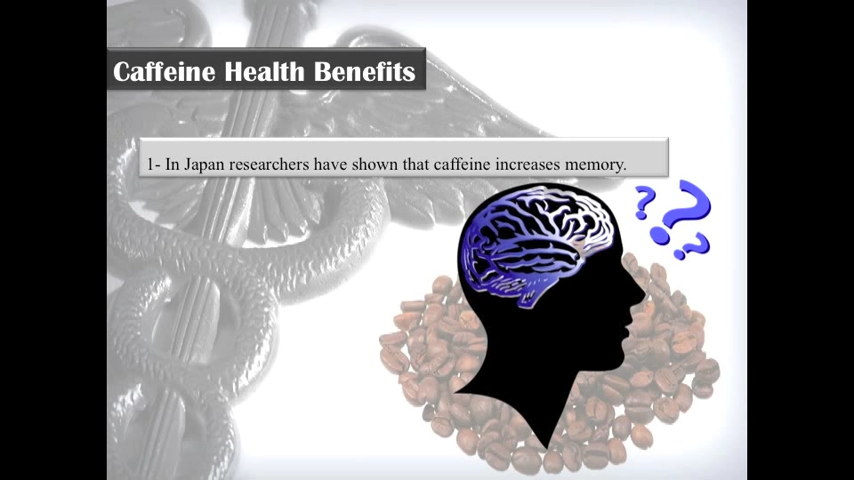 Caffeine Health Benefits
1- In Japan researchers have shown that caffeine increases memory.
???